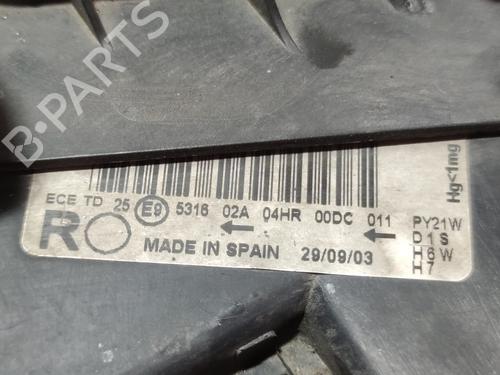 B-PARTS
Hg<1mg
ECE TD 25 E9 5316 02A 04HR 00DC 011
PY21W
D1S
H6W
H7
R
MADE IN SPAIN 29/09/03